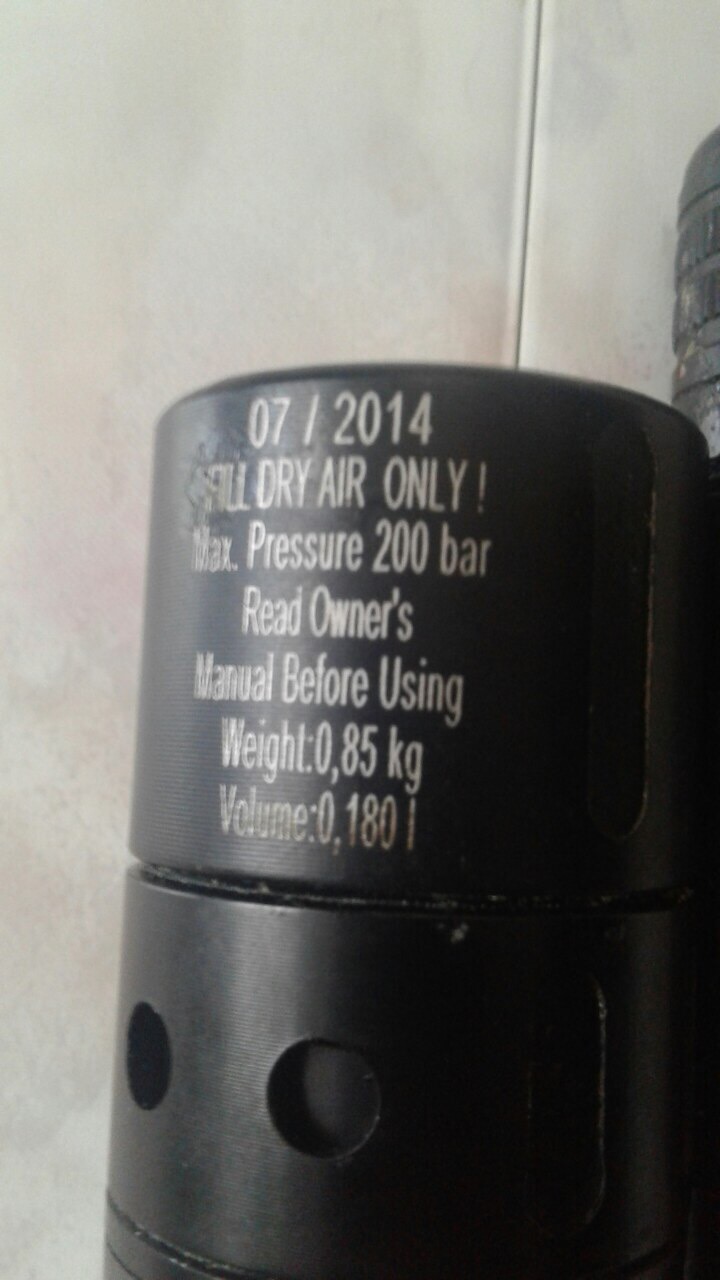 07 / 2014
FILL DRY AIR ONLY !
Max. Pressure 200 bar
Read Owner's
Manual Before Using
Weight:0,85 kg
Volume:0,180 l